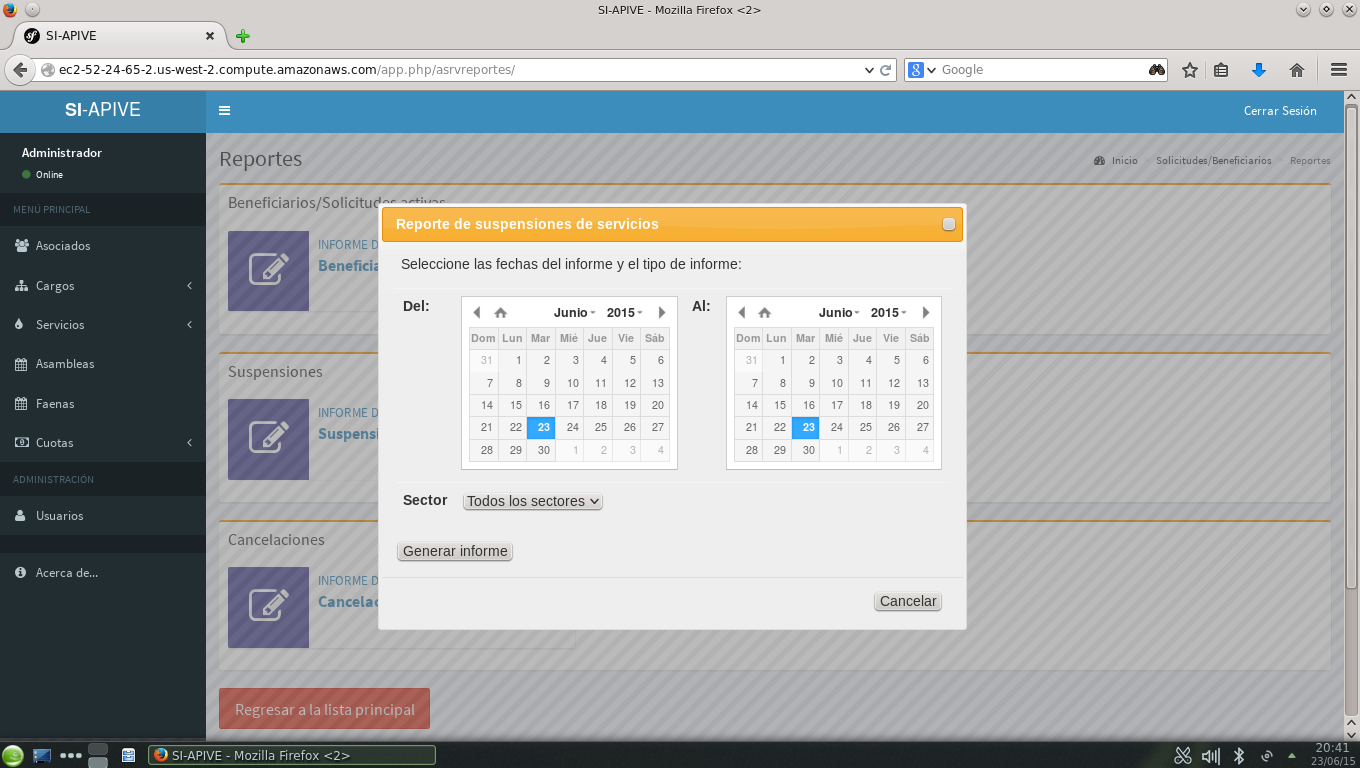 SI-APIVE - Mozilla Firefox <2>
SI-APIVE
ec2-52-24-65-2.us-west-2.compute.amazonaws.com/app.php/asrvreportes/
Google
SI-APIVE
Cerrar Sesión
Administrador
Online
MENÚ PRINCIPAL
Asociados
Cargos
Servicios
Asambleas
Faenas
Cuotas
ADMINISTRACIÓN
Usuarios
Acerca de...
Reportes
Inicio
Solicitudes/Beneficiarios
Reportes
Beneficiarios/Solicitudes activas
INFORME D
Beneficia
Suspensiones
INFORME D
Suspensi
Cancelaciones
INFORME D
Cancelac
Regresar a la lista principal
Reporte de suspensiones de servicios
Seleccione las fechas del informe y el tipo de informe:
Del:
Junio 2015
Dom Lun Mar Mié Jue Vie Sáb
31 1 2 3 4 5 6
7 8 9 10 11 12 13
14 15 16 17 18 19 20
21 22 23 24 25 26 27
28 29 30 1 2 3 4
Al:
Junio 2015
Dom Lun Mar Mié Jue Vie Sáb
31 1 2 3 4 5 6
7 8 9 10 11 12 13
14 15 16 17 18 19 20
21 22 23 24 25 26 27
28 29 30 1 2 3 4
Sector
Todos los sectores
Generar informe
Cancelar
SI-APIVE - Mozilla Firefox <2>
20:41
23/06/15